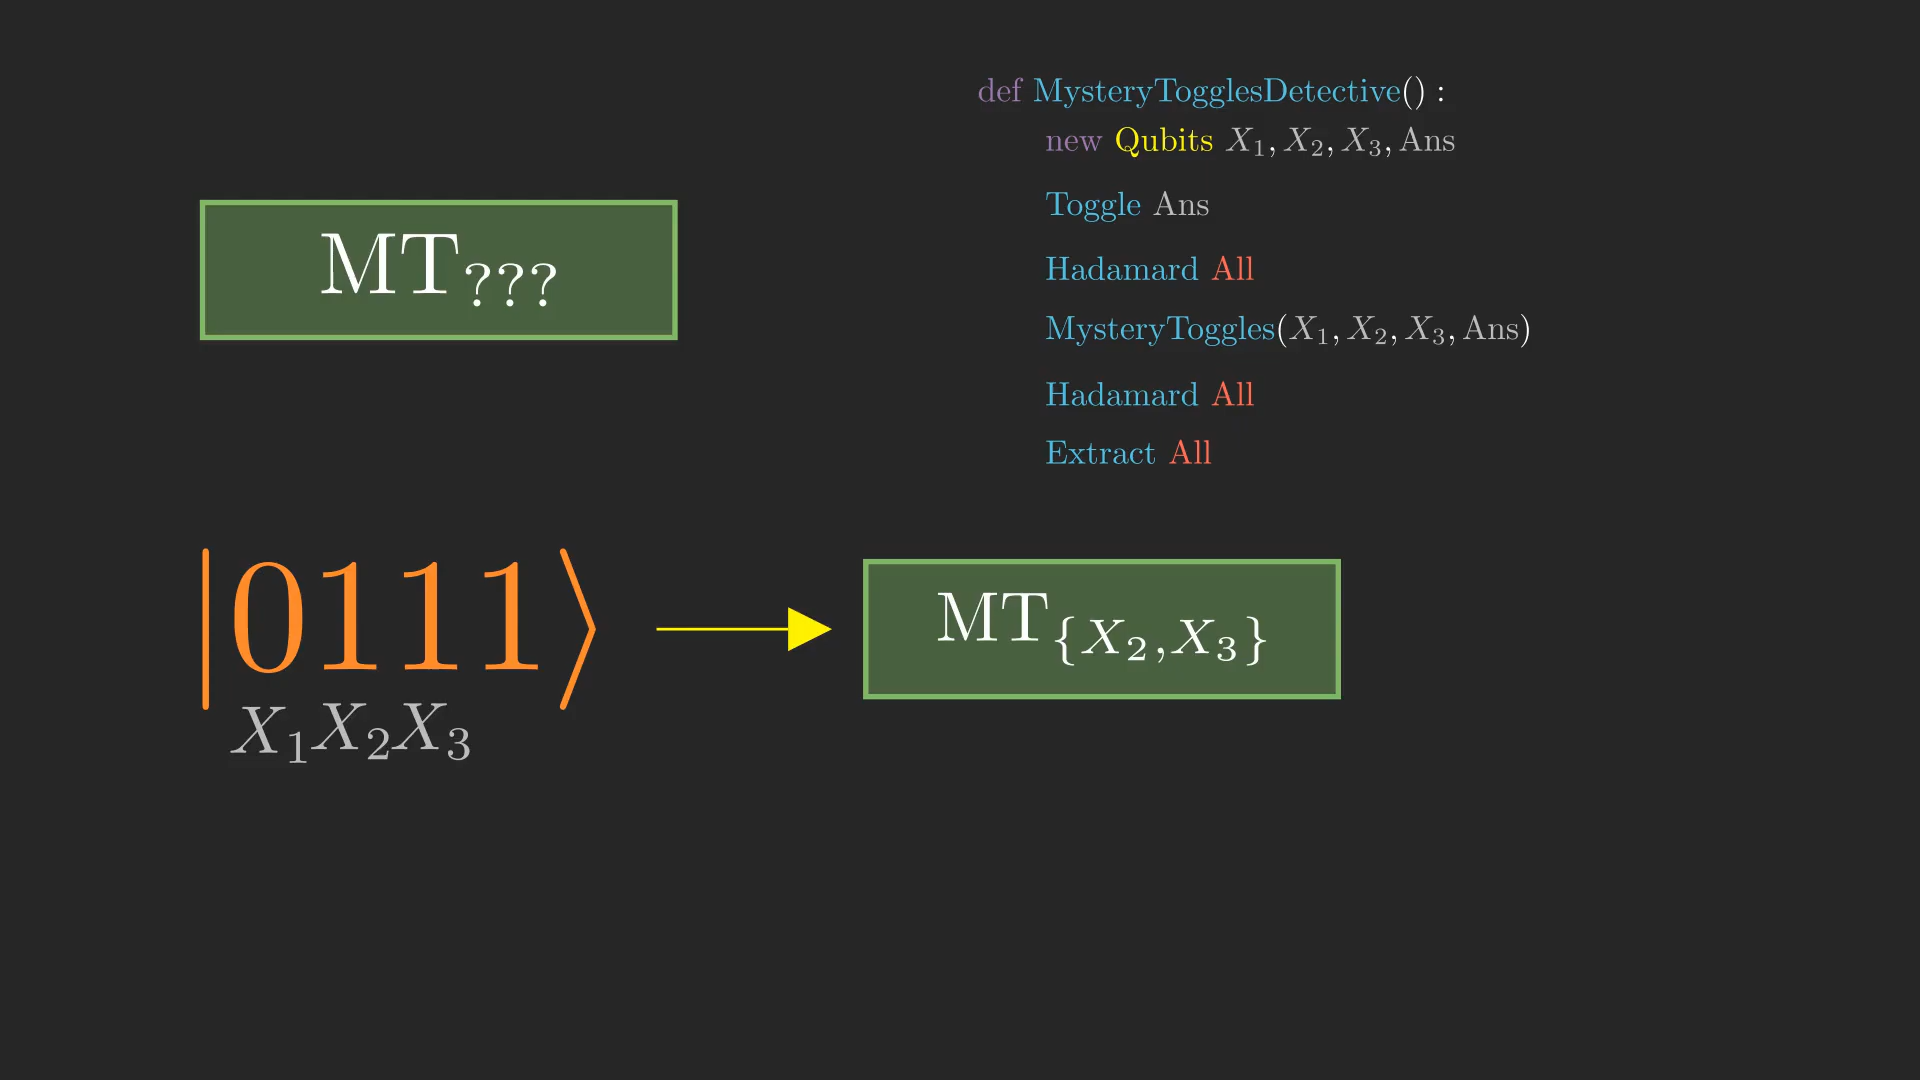 def MysteryTogglesDetective() :
new Qubits X₁, X₂, X₃, Ans
Toggle Ans
Hadamard All
MysteryToggles(X₁, X₂, X₃, Ans)
Hadamard All
Extract All
MT???
|0111⟩
X₁X₂X₃
MT{X₂,X₃}